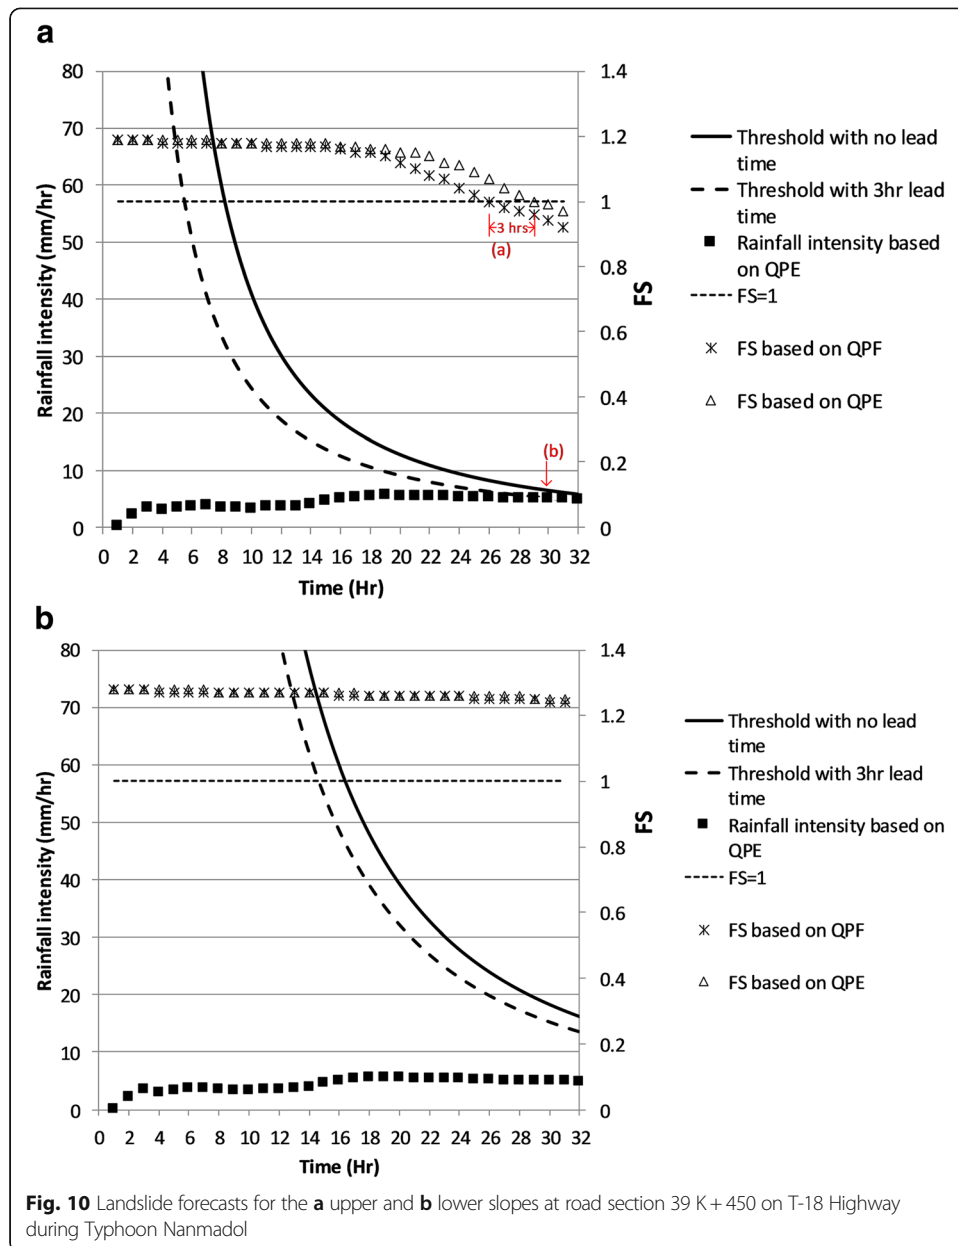 a
80
70
60
50
40
30
20
10
0
Rainfall intensity (mm/hr)
1.4
1.2
1
0.8
0.6
0.4
0.2
0
FS
0 2 4 6 8 10 12 14 16 18 20 22 24 26 28 30 32
Time (Hr)
3 hrs
(a)
(b)
Threshold with no lead
time
Threshold with 3hr lead
time
Rainfall intensity based
on QPE
FS=1
FS based on QPF
FS based on QPE
b
80
70
60
50
40
30
20
10
0
Rainfall intensity (mm/hr)
1.4
1.2
1
0.8
0.6
0.4
0.2
0
FS
0 2 4 6 8 10 12 14 16 18 20 22 24 26 28 30 32
Time (Hr)
Threshold with no lead
time
Threshold with 3hr lead
time
Rainfall intensity based on
QPE
FS=1
FS based on QPF
FS based on QPE
Fig. 10 Landslide forecasts for the a upper and b lower slopes at road section 39 K + 450 on T-18 Highway
during Typhoon Nanmadol